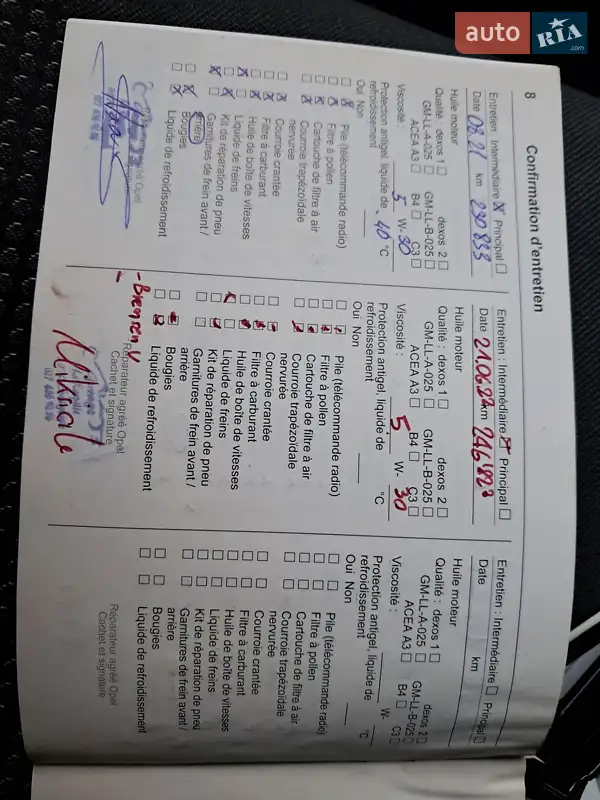 auto RIA .com
8
Confirmation d'entretien
Entretien Intermédiaire X Principal
Date 08.21 km 230 833
Huile moteur
Qualité : dexos 1 dexos 2
GM-LL-A-025 GM-LL-B-025
ACEA A3 B4 C3
Viscosité : 5 W- 30
Protection antigel, liquide de
refroidissement - 40 °C
Oui Non
Pile (télécommande radio)
Filtre à pollen
Cartouche de filtre à air
Courroie trapézoïdale
nervurée
Courroie crantée
Filtre à carburant
Huile de boîte de vitesses
Liquide de freins
Kit de réparation de pneu
Garnitures de frein avant /
arrière
Bougies
Liquide de refroidissement
Entretien : Intermédiaire Principal
Date 21.06.22 km 246'823
Huile moteur
Qualité : dexos 1 dexos 2
GM-LL-A-025 GM-LL-B-025
ACEA A3 B4 C3
Viscosité : 5 W- 30
Protection antigel, liquide de
refroidissement °C
Oui Non
Pile (télécommande radio)
Filtre à pollen
Cartouche de filtre à air
Courroie trapézoïdale
nervurée
Courroie crantée
Filtre à carburant
Huile de boîte de vitesses
Liquide de freins
Kit de réparation de pneu
Garnitures de frein avant /
arrière
Bougies
Liquide de refroidissement
Réparateur agréé Opel
Cachet et signature
Entretien : Intermédiaire Principal
Date km
Huile moteur
Qualité : dexos 1 dexos 2
GM-LL-A-025 GM-LL-B-025
ACEA A3 B4 C3
Viscosité : W-
Protection antigel, liquide de
refroidissement °C
Oui Non
Pile (télécommande radio)
Filtre à pollen
Cartouche de filtre à air
Courroie trapézoïdale
nervurée
Courroie crantée
Filtre à carburant
Huile de boîte de vitesses
Liquide de freins
Kit de réparation de pneu
Garnitures de frein avant /
arrière
Bougies
Liquide de refroidissement
Réparateur agréé Opel
Cachet et signature